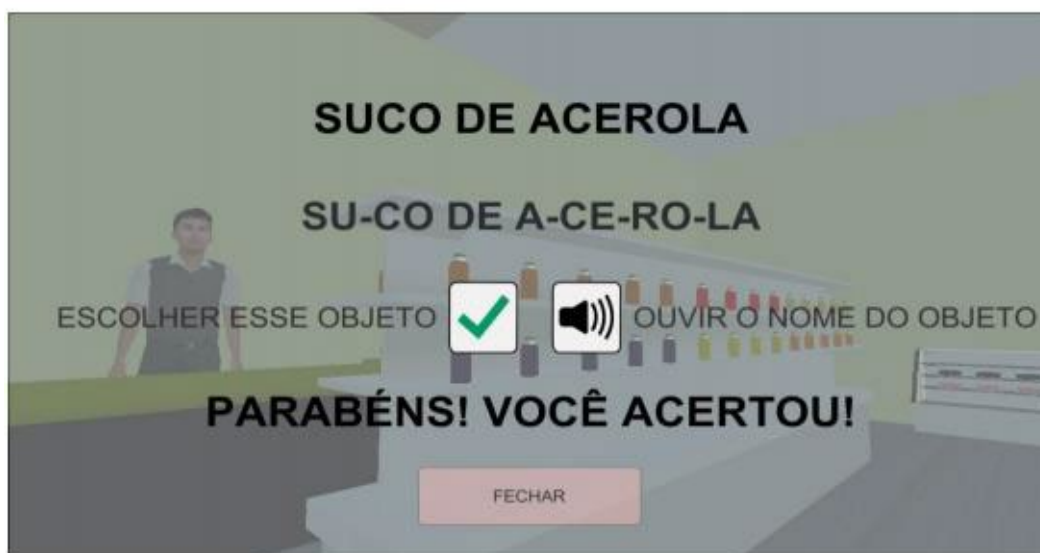 SUCO DE ACEROLA
SU-CO DE A-CE-RO-LA
ESCOLHER ESSE OBJETO OUVIR O NOME DO OBJETO
PARABÉNS! VOCÊ ACERTOU!
FECHAR